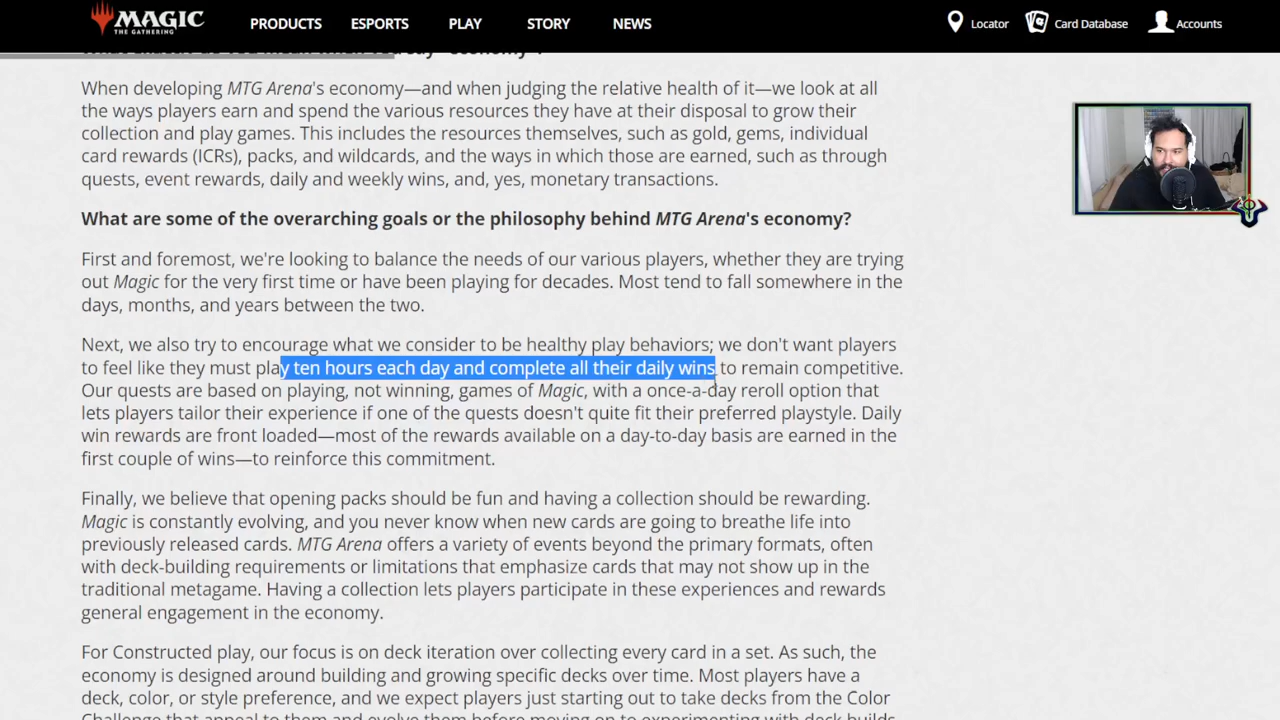 MAGIC
THE GATHERING
PRODUCTS ESPORTS PLAY STORY NEWS Locator Card Database Accounts
When developing MTG Arena's economy—and when judging the relative health of it—we look at all
the ways players earn and spend the various resources they have at their disposal to grow their
collection and play games. This includes the resources themselves, such as gold, gems, individual
card rewards (ICRs), packs, and wildcards, and the ways in which those are earned, such as through
quests, event rewards, daily and weekly wins, and, yes, monetary transactions.
What are some of the overarching goals or the philosophy behind MTG Arena's economy?
First and foremost, we're looking to balance the needs of our various players, whether they are trying
out Magic for the very first time or have been playing for decades. Most tend to fall somewhere in the
days, months, and years between the two.
Next, we also try to encourage what we consider to be healthy play behaviors; we don't want players
to feel like they must play ten hours each day and complete all their daily wins to remain competitive.
Our quests are based on playing, not winning, games of Magic, with a once-a-day reroll option that
lets players tailor their experience if one of the quests doesn't quite fit their preferred playstyle. Daily
win rewards are front loaded—most of the rewards available on a day-to-day basis are earned in the
first couple of wins—to reinforce this commitment.
Finally, we believe that opening packs should be fun and having a collection should be rewarding.
Magic is constantly evolving, and you never know when new cards are going to breathe life into
previously released cards. MTG Arena offers a variety of events beyond the primary formats, often
with deck-building requirements or limitations that emphasize cards that may not show up in the
traditional metagame. Having a collection lets players participate in these experiences and rewards
general engagement in the economy.
For Constructed play, our focus is on deck iteration over collecting every card in a set. As such, the
economy is designed around building and growing specific decks over time. Most players have a
deck, color, or style preference, and we expect players just starting out to take decks from the Color
Challenge that appeal to them and evolve them before moving on to experimenting with deck builds